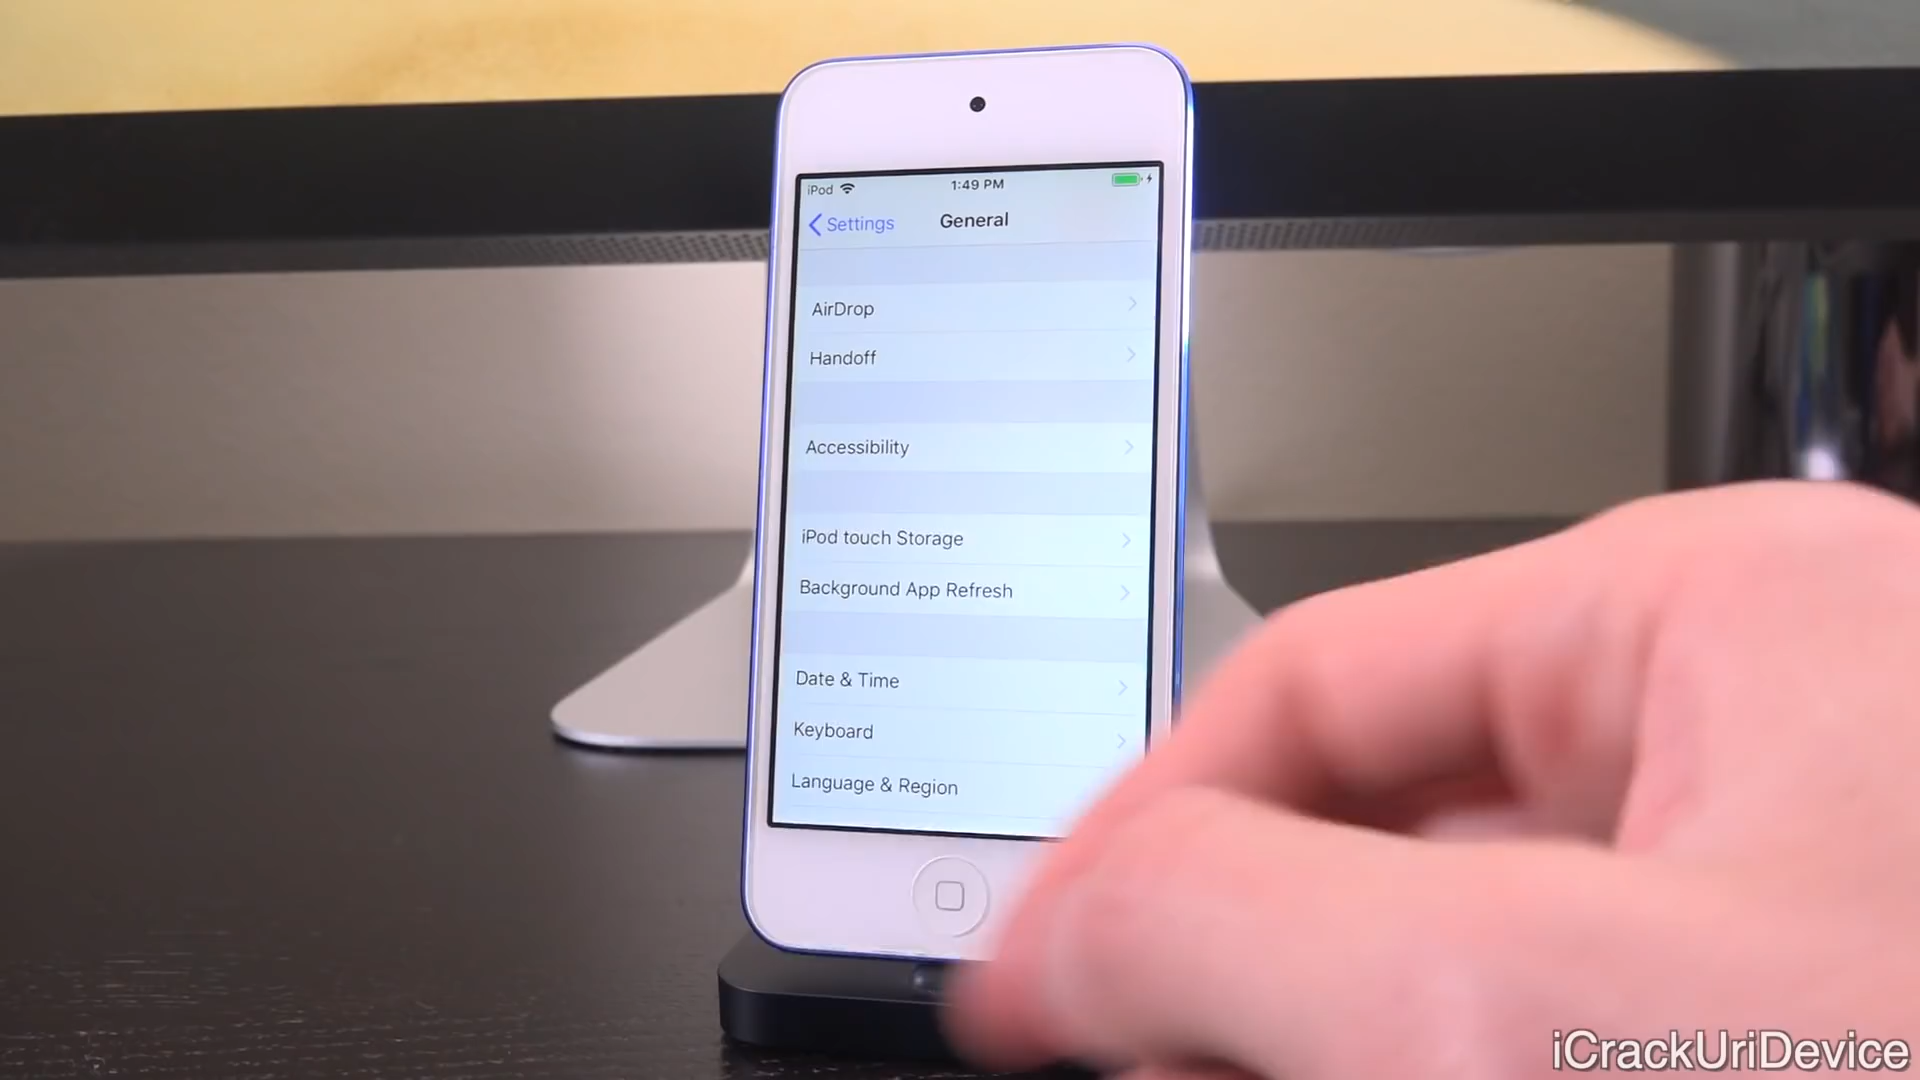 iPod
1:49 PM
Settings
General
AirDrop
Handoff
Accessibility
iPod touch Storage
Background App Refresh
Date & Time
Keyboard
Language & Region
iCrackUriDevice